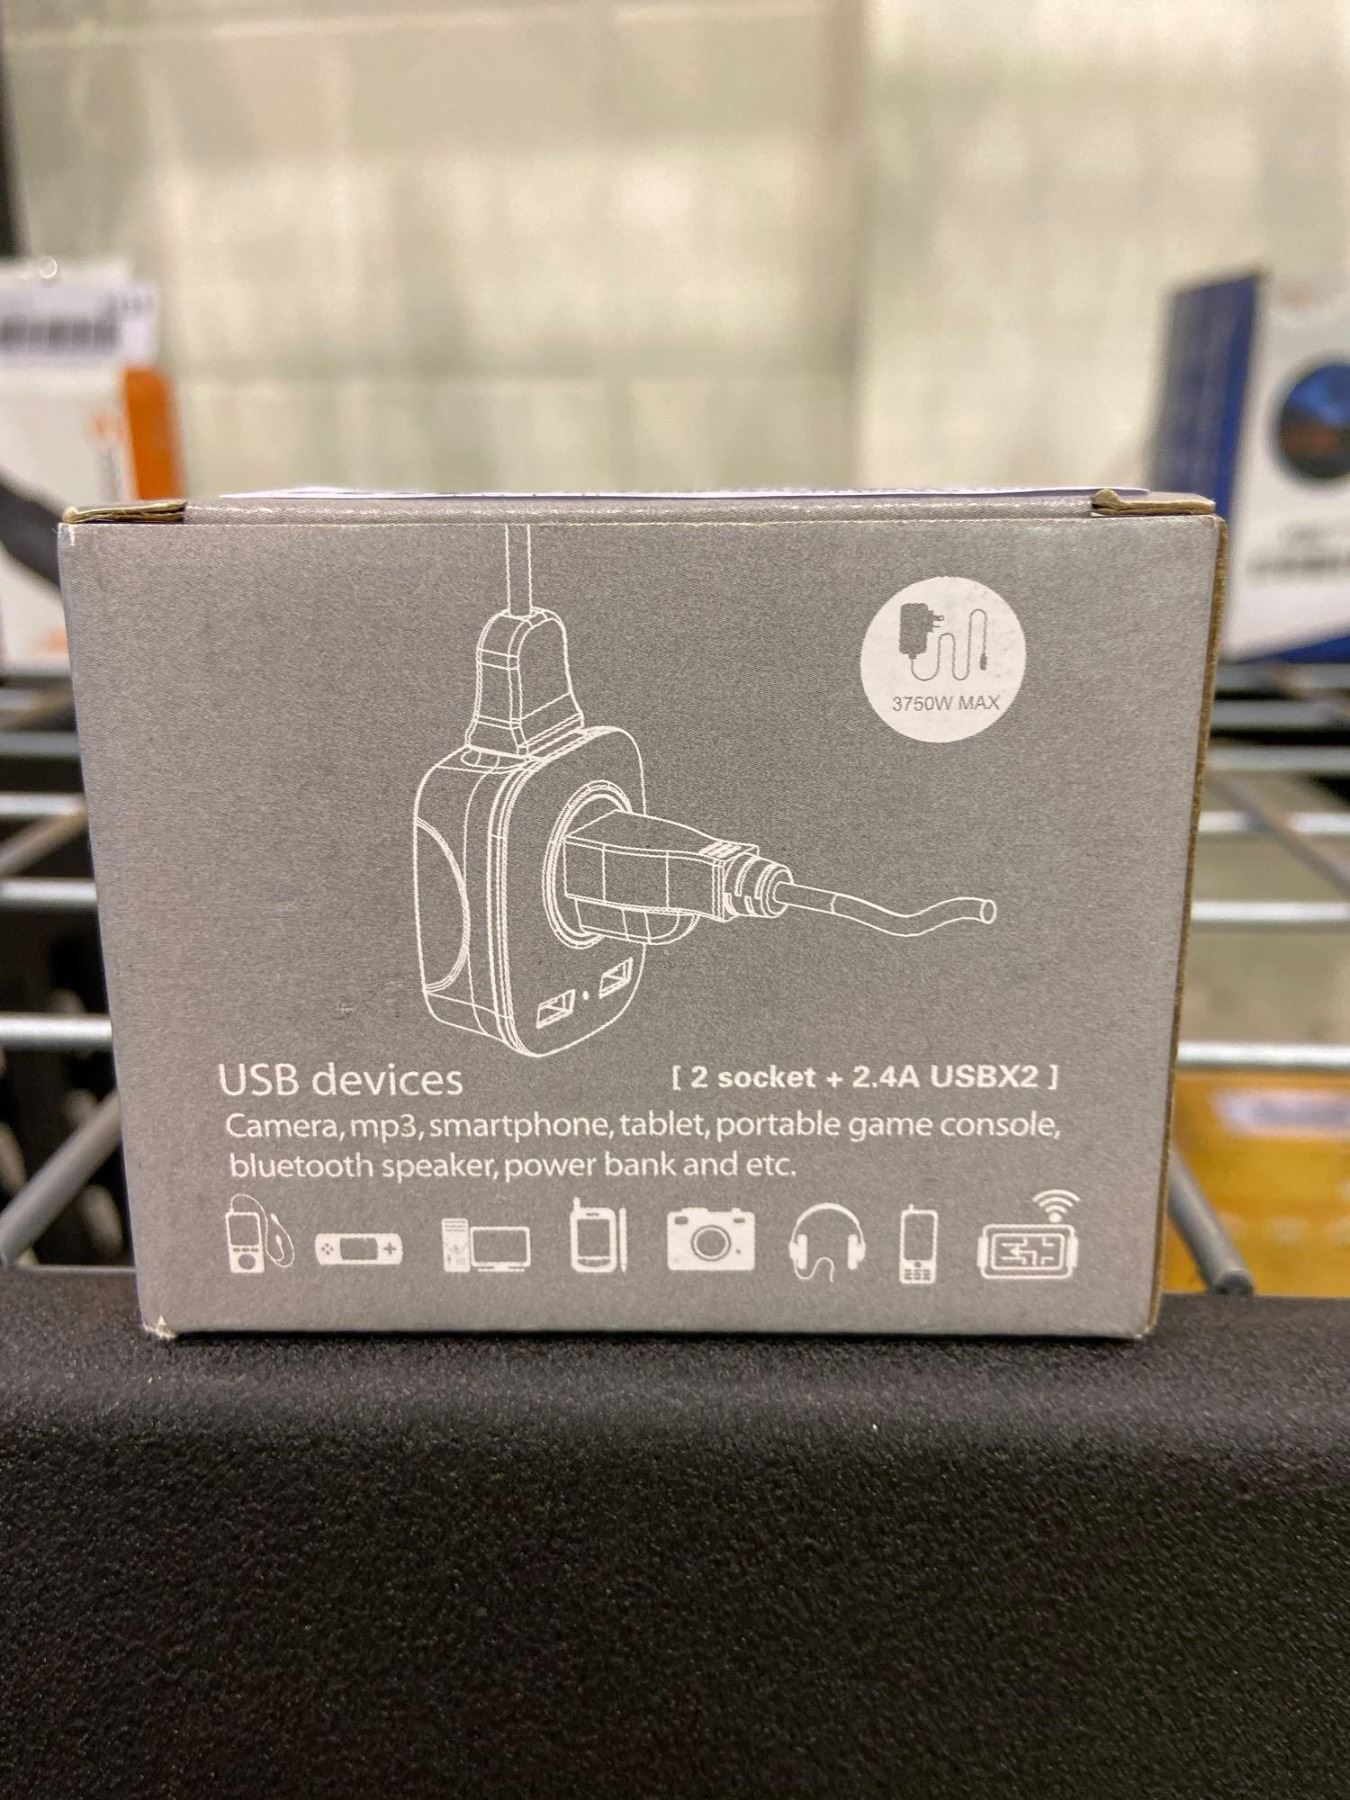 3750W MAX
USB devices
[ 2 socket + 2.4A USBX2 ]
Camera, mp3, smartphone, tablet, portable game console,
bluetooth speaker, power bank and etc.